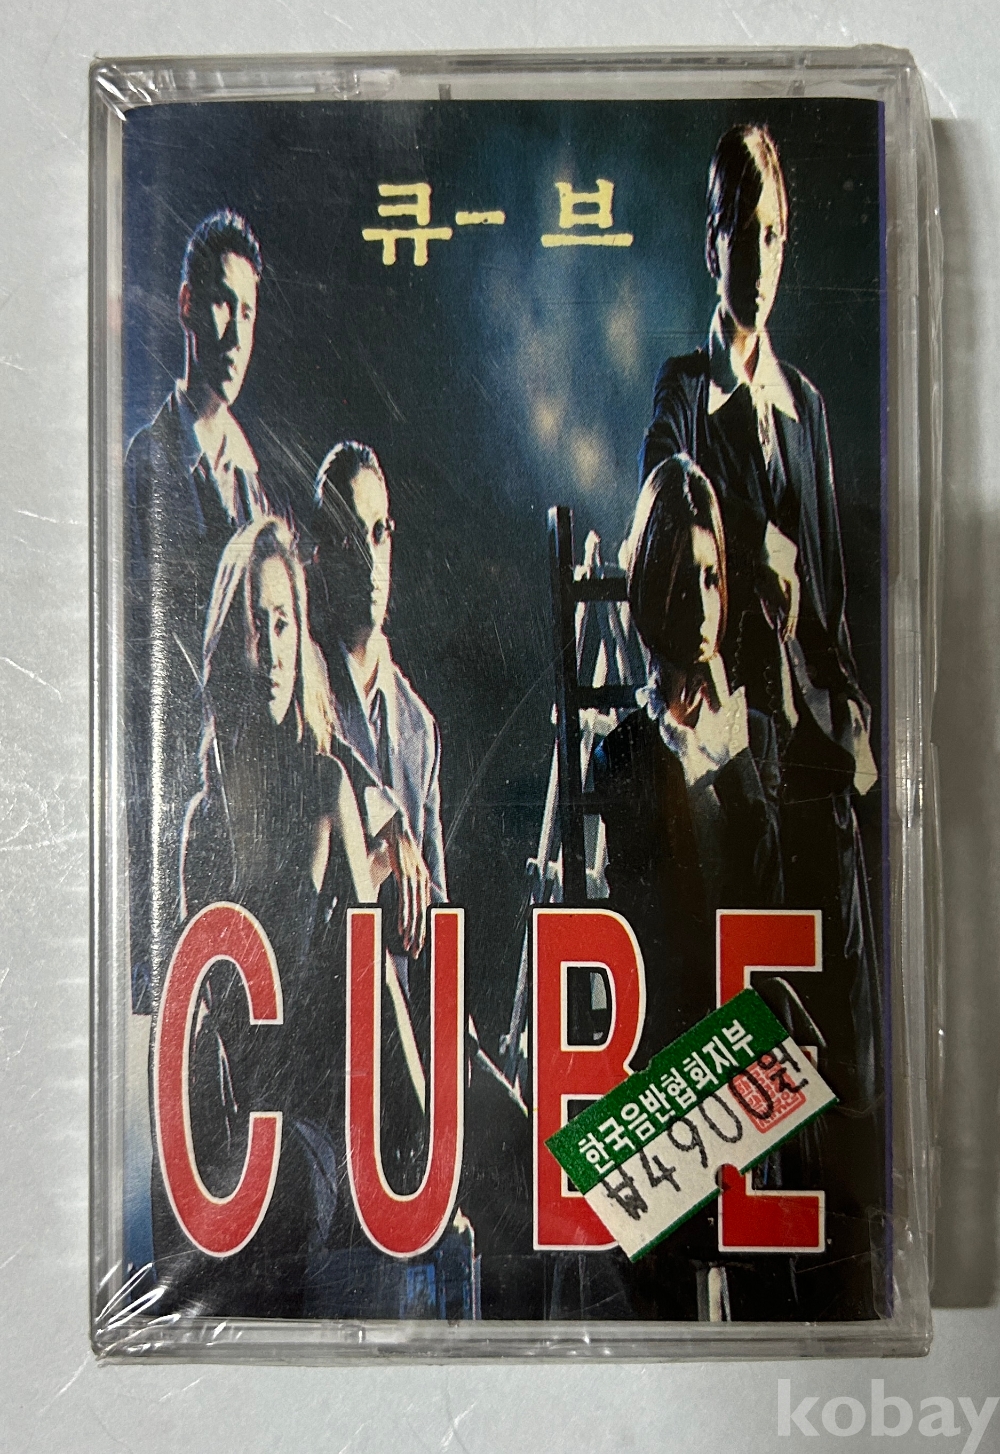 큐-브
CUBE
한국음반협회지부
₩4900원
kobay